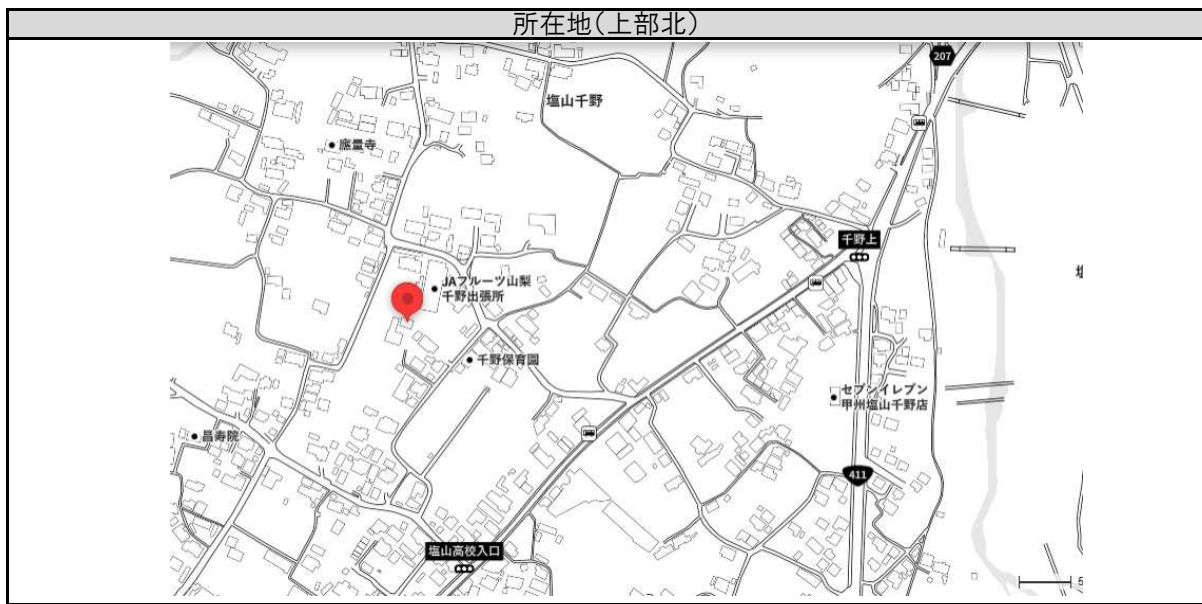 所在地(上部北)
207
塩山千野
應量寺
千野上
JAフルーツ山梨
千野出張所
千野保育園
セブンイレブン
甲州塩山千野店
昌寿院
411
塩山高校入口
5